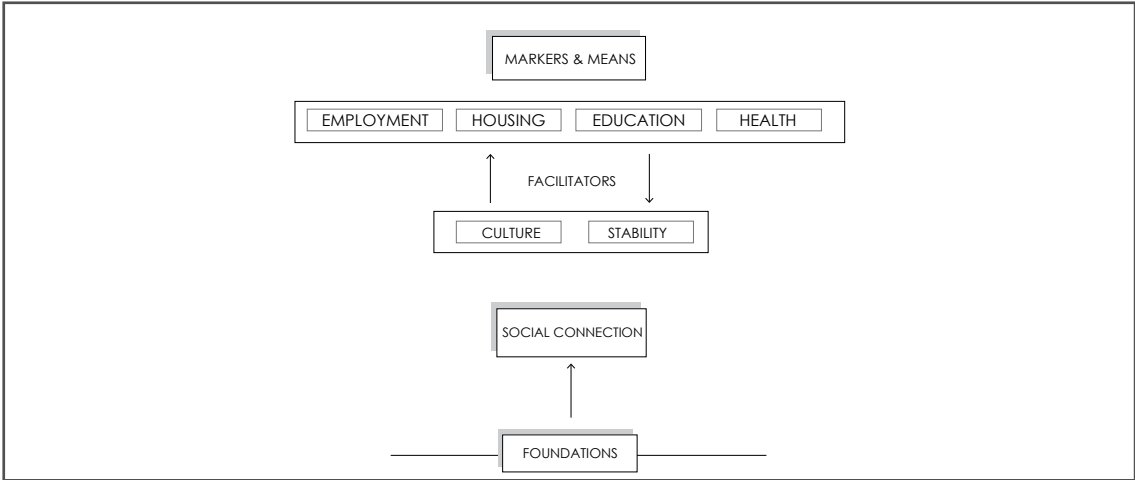 MARKERS & MEANS
EMPLOYMENT HOUSING EDUCATION HEALTH
FACILITATORS
CULTURE STABILITY
SOCIAL CONNECTION
FOUNDATIONS